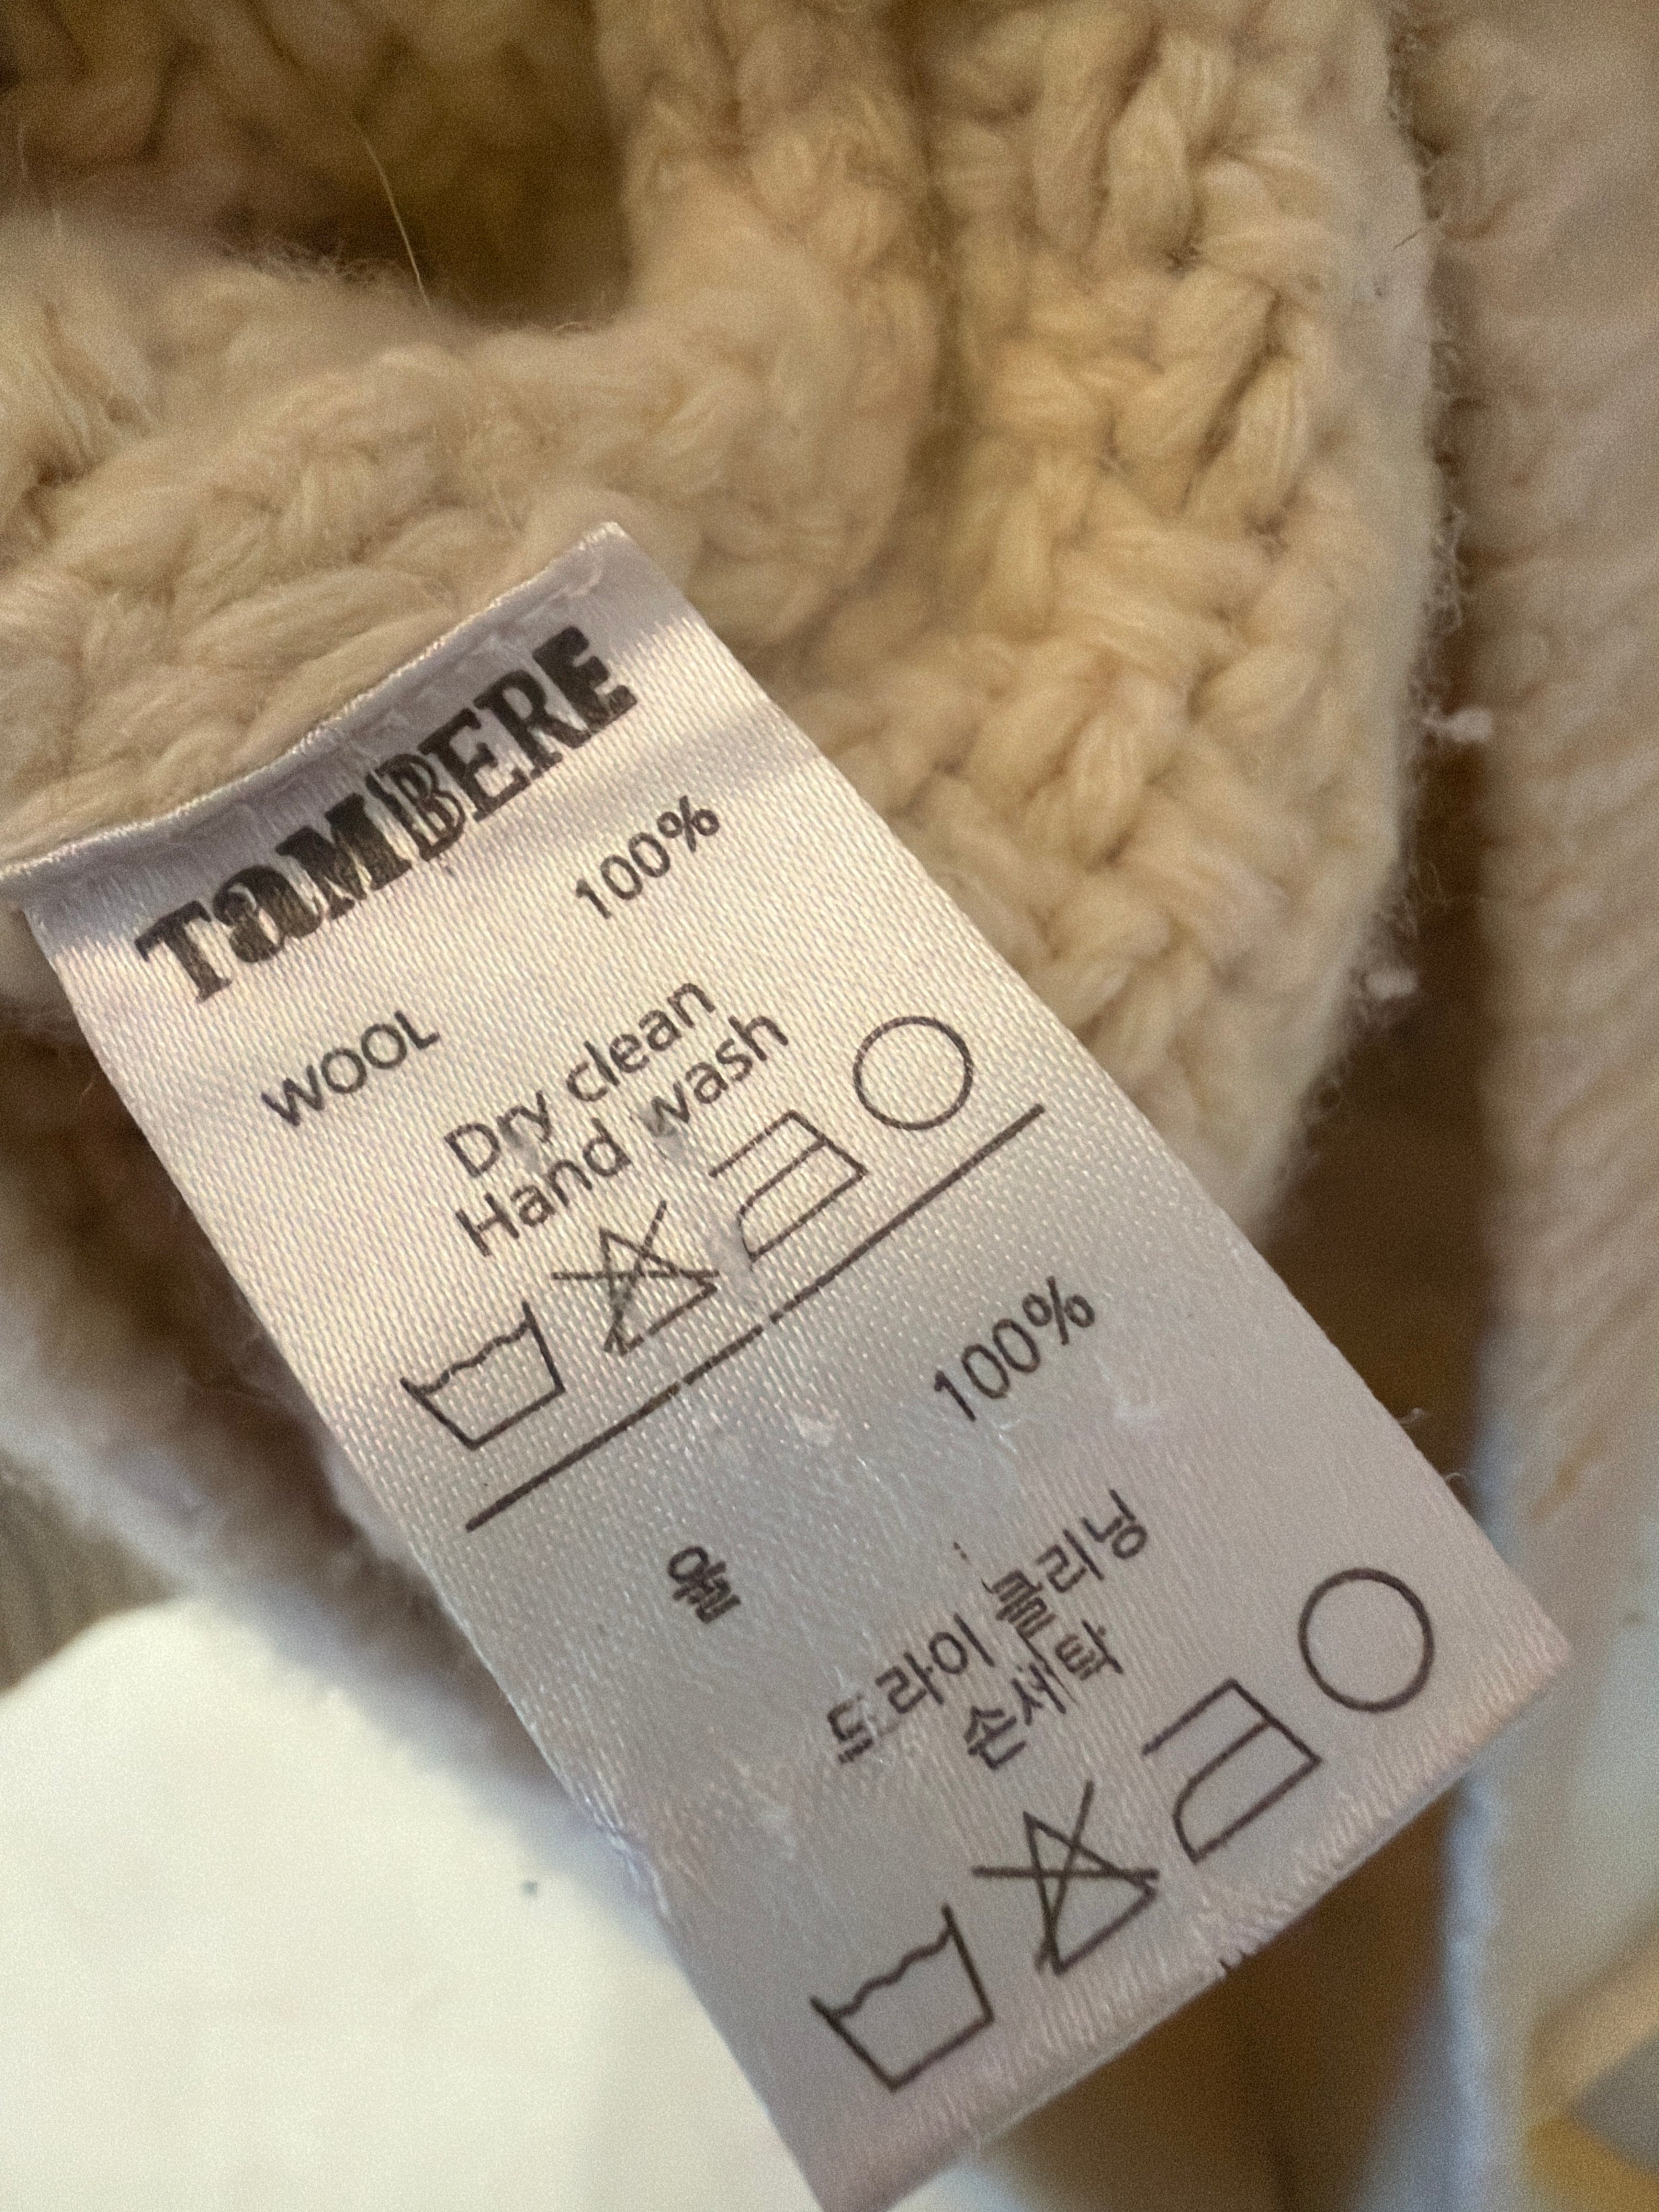 TaMBERE
WOOL 100%
Dry clean
Hand wash
울 100%
드라이 클리닝
손세탁